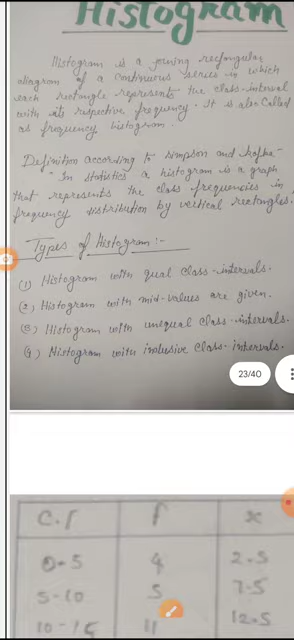 Histogram
Histogram is a joining rectangular
diagram of a continuous series in which
each rectangle represents the class-interval
with its respective frequency. It is also called
as frequency histogram.
Definition according to simpson and kafka-
"In statistics a histogram is a graph
that represents the class frequencies in
frequency distribution by vertical rectangles.
Types of Histogram:-
(1) Histogram with qual class-intervals.
(2) Histogram with mid-values are given.
(3) Histogram with unequal class-intervals.
(4) Histogram with inclusive class-intervals.
23/40
C.I f x
0-5 4 2.5
5-10 5 7.5
10-15 11 12.5